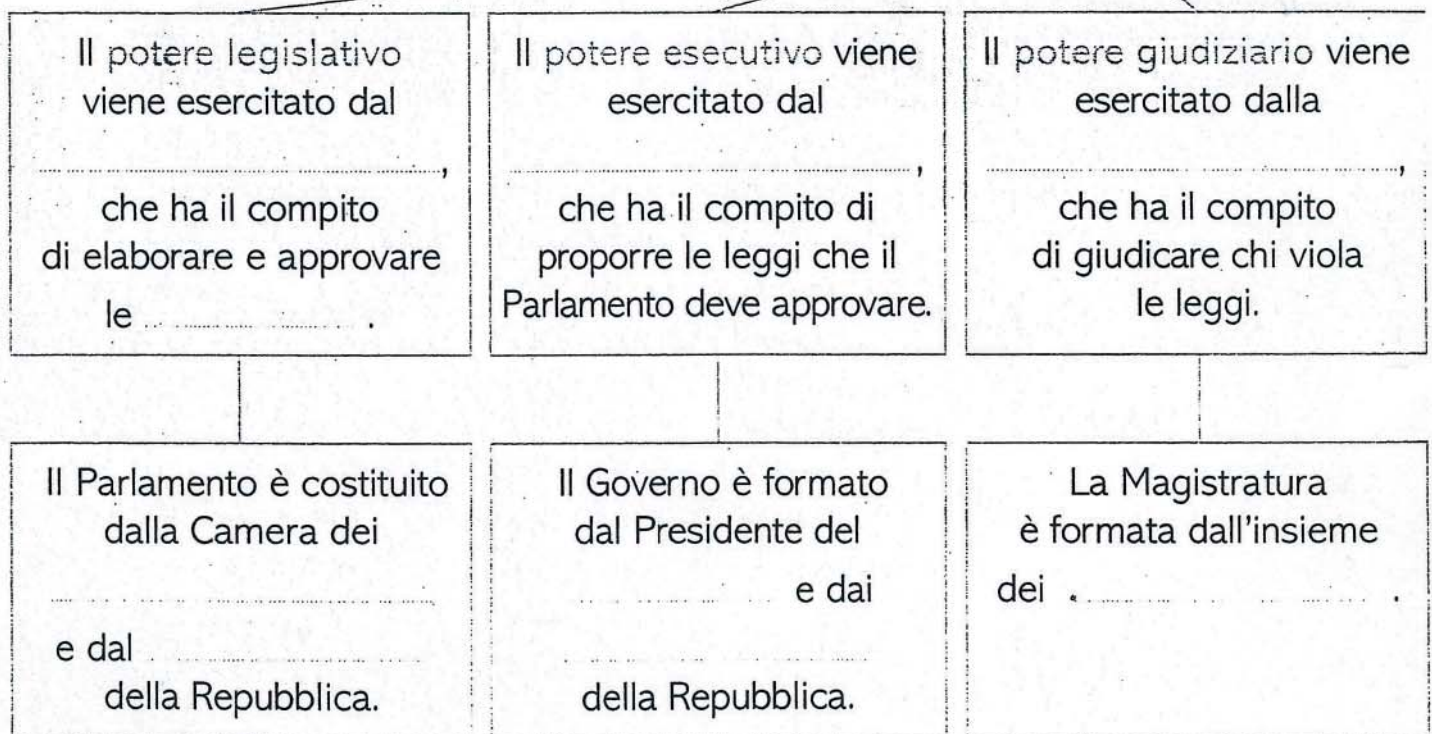 Il potere legislativo
viene esercitato dal
....................,
che ha il compito
di elaborare e approvare
le .................... .
Il potere esecutivo viene
esercitato dal
....................,
che ha il compito di
proporre le leggi che il
Parlamento deve approvare.
Il potere giudiziario viene
esercitato dalla
....................,
che ha il compito
di giudicare chi viola
le leggi.
Il Parlamento è costituito
dalla Camera dei
....................
e dal ....................
della Repubblica.
Il Governo è formato
dal Presidente del
.................... e dai
....................
della Repubblica.
La Magistratura
è formata dall'insieme
dei .................... .